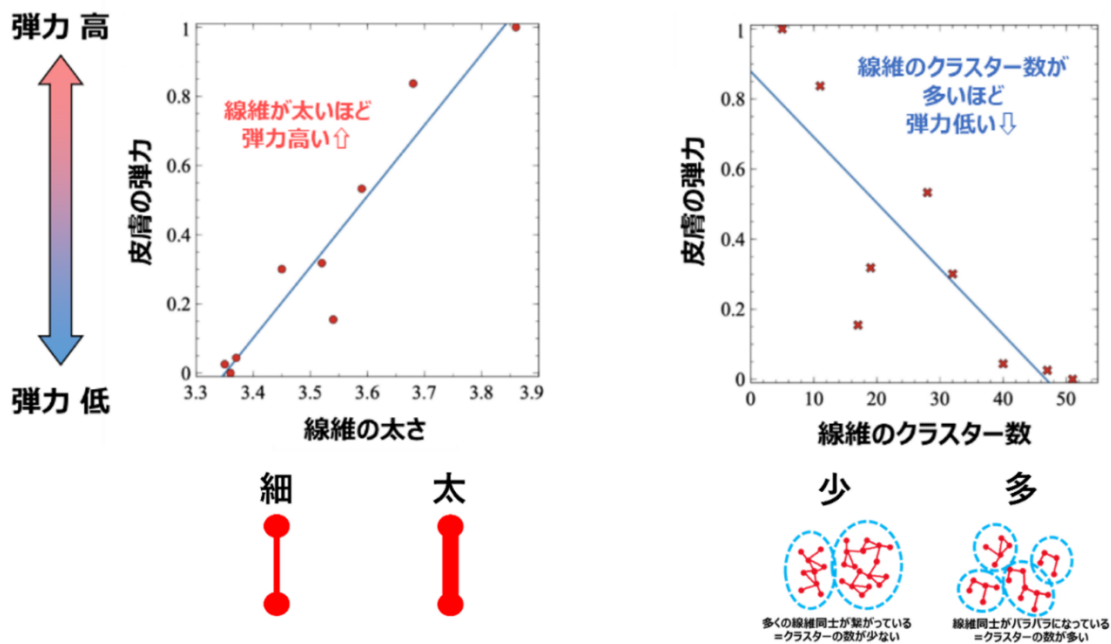 弾力 高
弾力 低
皮膚の弾力
1
0.8
0.6
0.4
0.2
0
線維が太いほど
弾力高い⇧
3.3 3.4 3.5 3.6 3.7 3.8 3.9
線維の太さ
細 太
皮膚の弾力
1
0.8
0.6
0.4
0.2
0
線維のクラスター数が
多いほど
弾力低い⇩
0 10 20 30 40 50
線維のクラスター数
少 多
多くの線維同士が繋がっている
=クラスターの数が少ない
線維同士がバラバラになっている
=クラスターの数が多い